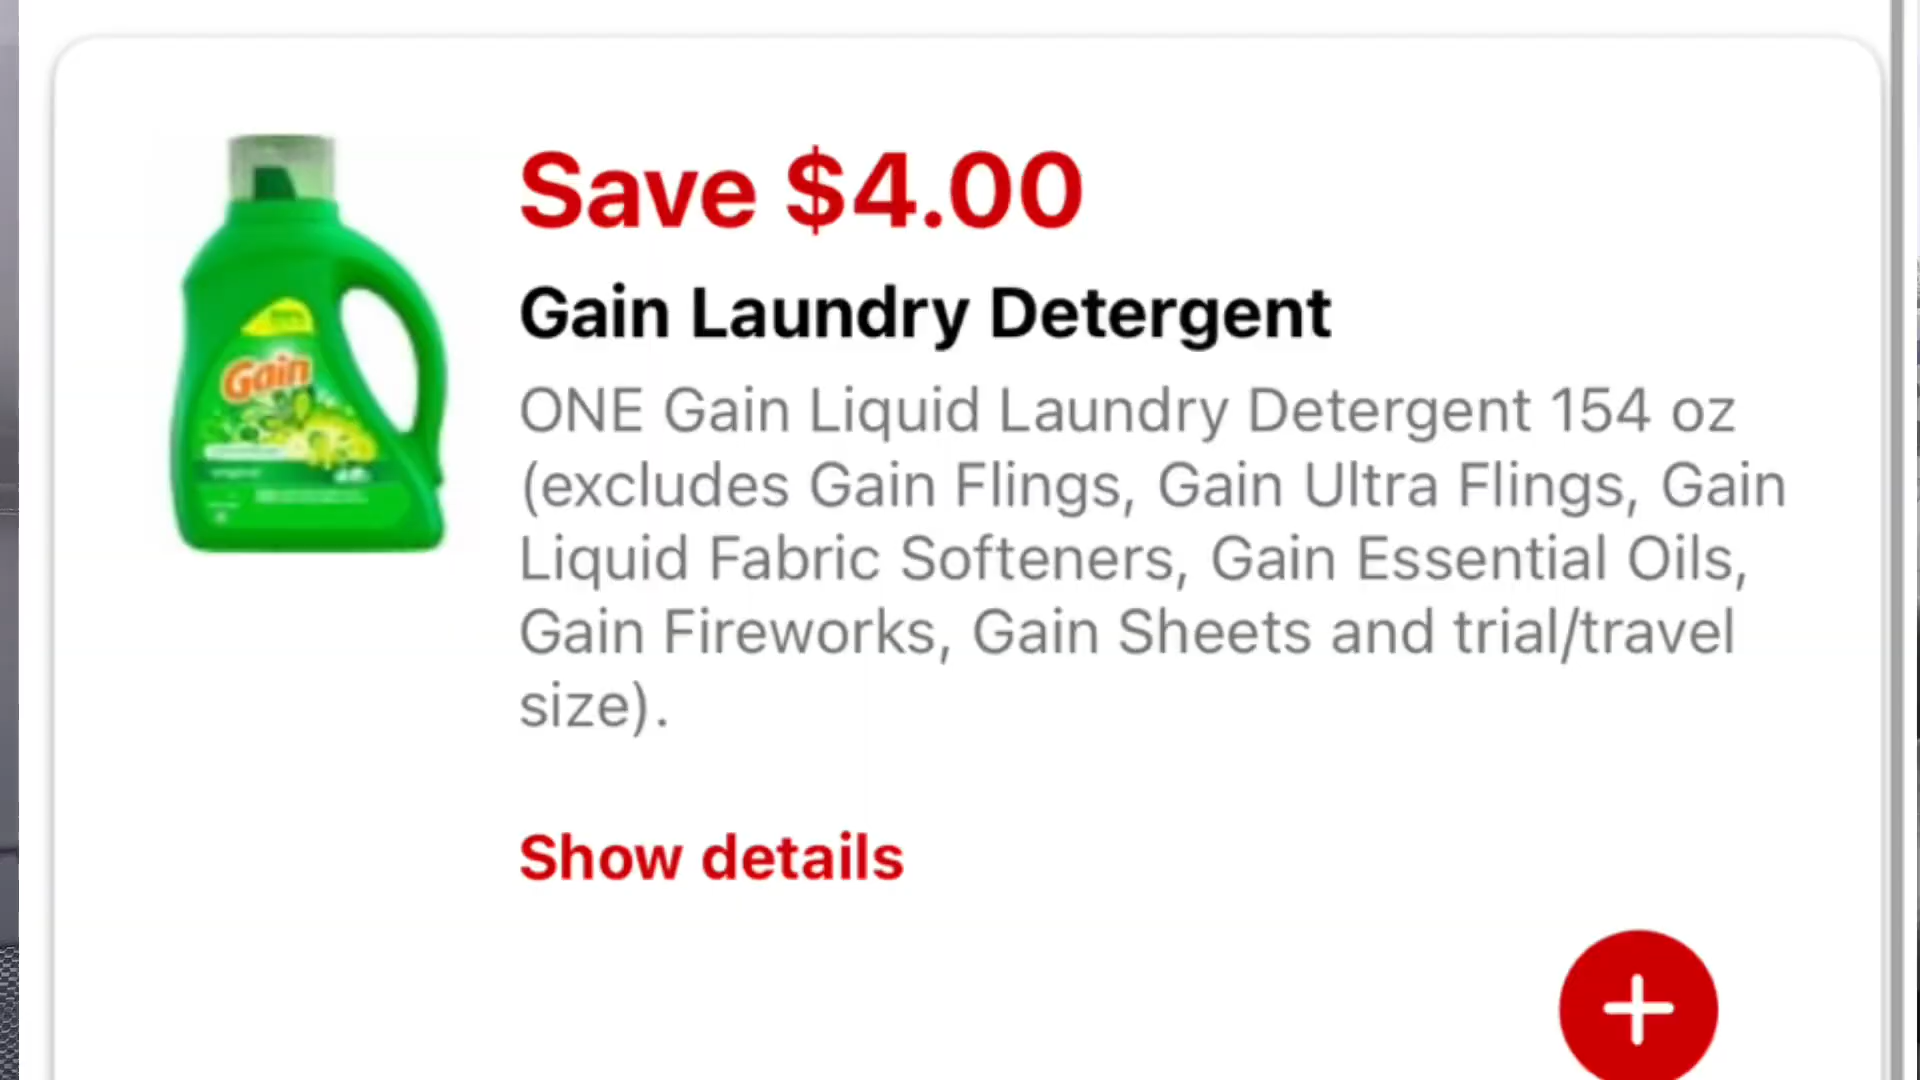 Save $4.00
Gain Laundry Detergent
ONE Gain Liquid Laundry Detergent 154 oz
(excludes Gain Flings, Gain Ultra Flings, Gain
Liquid Fabric Softeners, Gain Essential Oils,
Gain Fireworks, Gain Sheets and trial/travel
size).
Show details
Gain